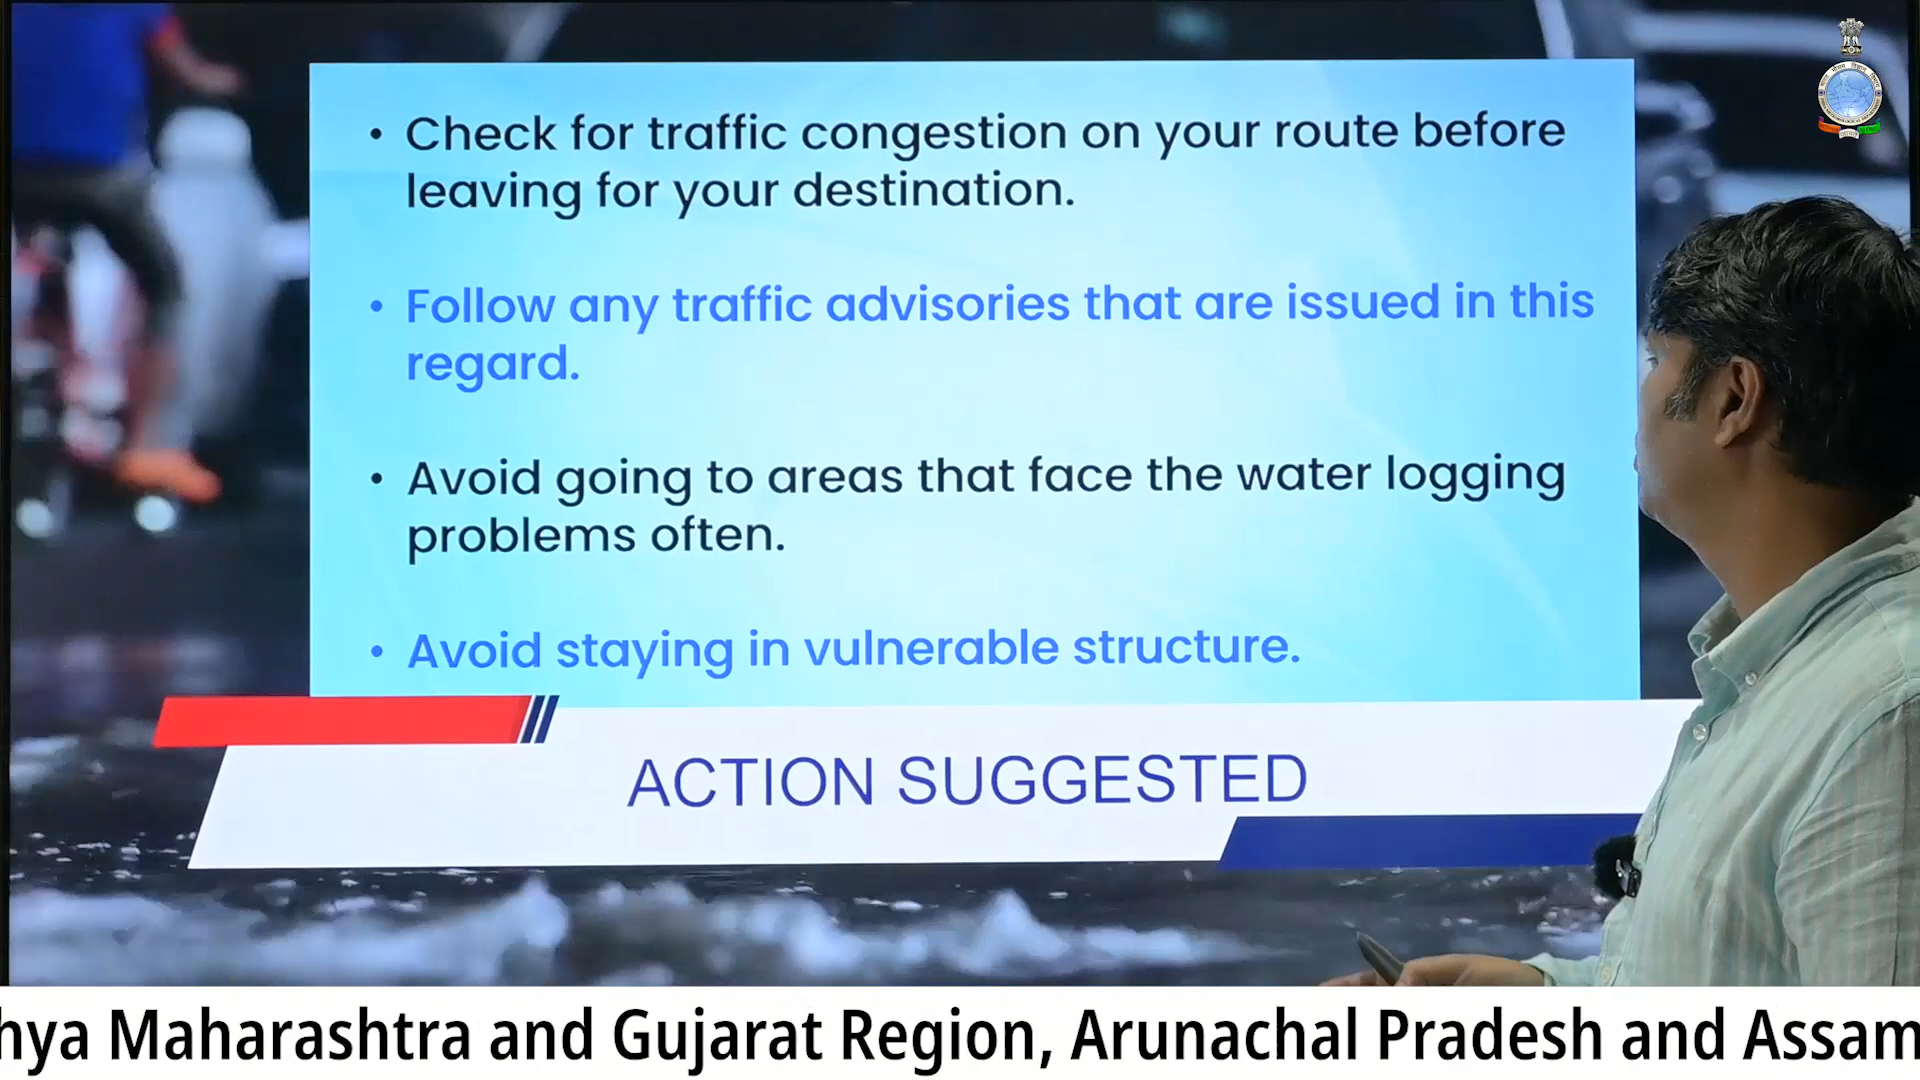 • Check for traffic congestion on your route before
leaving for your destination.
• Follow any traffic advisories that are issued in this
regard.
• Avoid going to areas that face the water logging
problems often.
• Avoid staying in vulnerable structure.
ACTION SUGGESTED
hya Maharashtra and Gujarat Region, Arunachal Pradesh and Assam